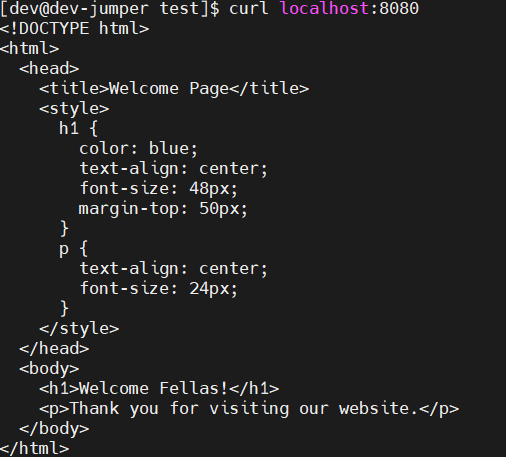 [dev@dev-jumper test]$ curl localhost:8080
<!DOCTYPE html>
<html>
  <head>
    <title>Welcome Page</title>
    <style>
      h1 {
        color: blue;
        text-align: center;
        font-size: 48px;
        margin-top: 50px;
      }
      p {
        text-align: center;
        font-size: 24px;
      }
    </style>
  </head>
  <body>
    <h1>Welcome Fellas!</h1>
    <p>Thank you for visiting our website.</p>
  </body>
</html>